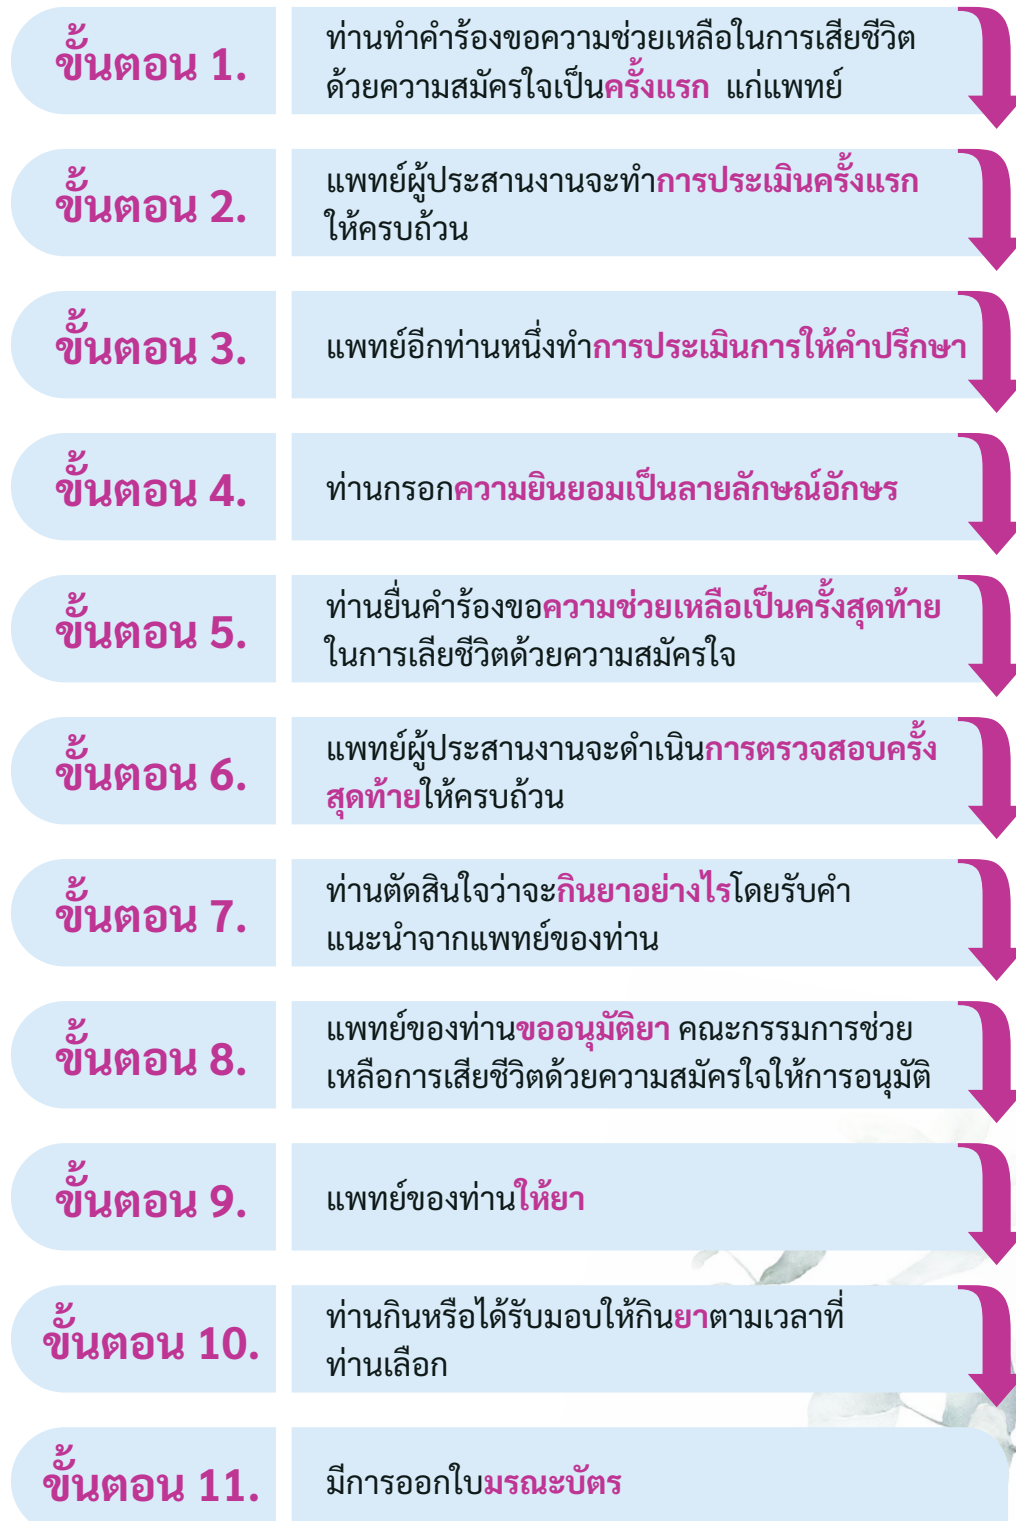 ขั้นตอน 1.
ท่านทำคำร้องขอความช่วยเหลือในการเสียชีวิต
ด้วยความสมัครใจเป็นครั้งแรก แก่แพทย์
ขั้นตอน 2.
แพทย์ผู้ประสานงานจะทำการประเมินครั้งแรก
ให้ครบถ้วน
ขั้นตอน 3.
แพทย์อีกท่านหนึ่งทำการประเมินการให้คำปรึกษา
ขั้นตอน 4.
ท่านกรอกความยินยอมเป็นลายลักษณ์อักษร
ขั้นตอน 5.
ท่านยื่นคำร้องขอความช่วยเหลือเป็นครั้งสุดท้าย
ในการเลียชีวิตด้วยความสมัครใจ
ขั้นตอน 6.
แพทย์ผู้ประสานงานจะดำเนินการตรวจสอบครั้ง
สุดท้ายให้ครบถ้วน
ขั้นตอน 7.
ท่านตัดสินใจว่าจะกินยาอย่างไรโดยรับคำ
แนะนำจากแพทย์ของท่าน
ขั้นตอน 8.
แพทย์ของท่านขออนุมัติยา คณะกรรมการช่วย
เหลือการเสียชีวิตด้วยความสมัครใจให้การอนุมัติ
ขั้นตอน 9.
แพทย์ของท่านให้ยา
ขั้นตอน 10.
ท่านกินหรือได้รับมอบให้กินยาตามเวลาที่
ท่านเลือก
ขั้นตอน 11.
มีการออกใบมรณะบัตร